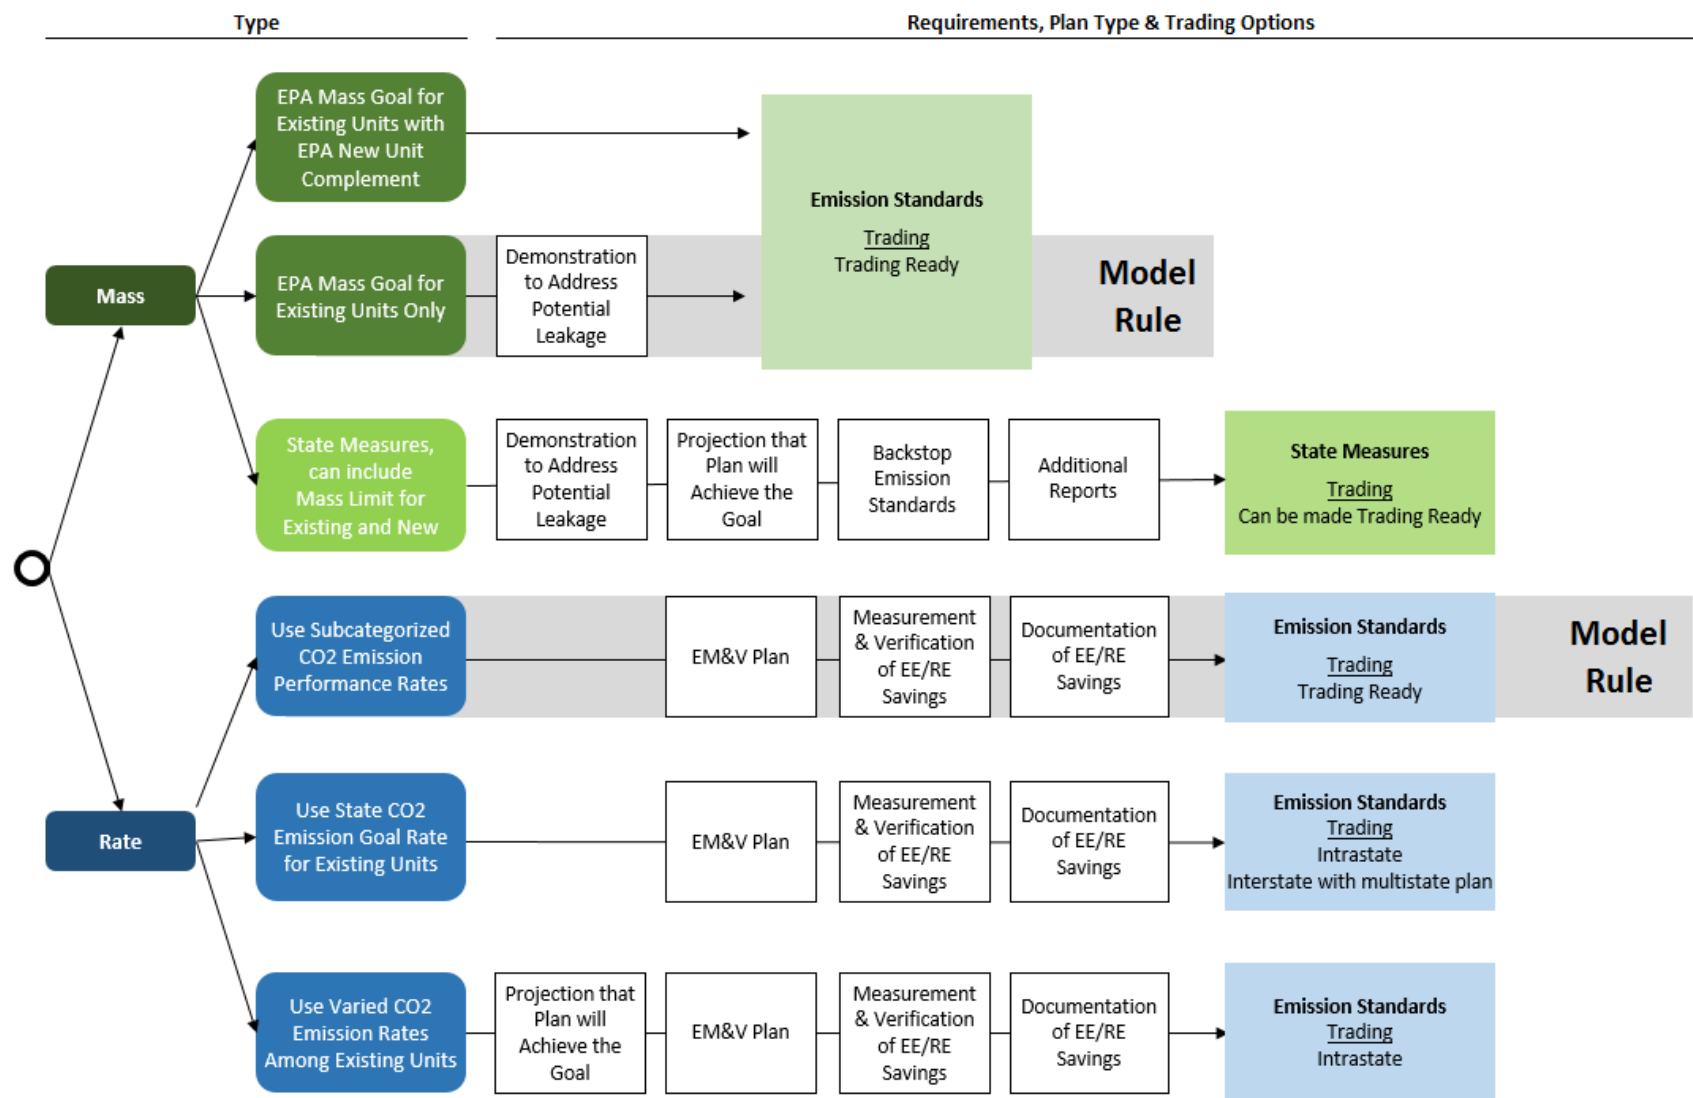 Type
Requirements, Plan Type & Trading Options
EPA Mass Goal for
Existing Units with
EPA New Unit
Complement
Emission Standards
Trading
Trading Ready
Mass
EPA Mass Goal for
Existing Units Only
Demonstration
to Address
Potential
Leakage
Model
Rule
State Measures,
can include
Mass Limit for
Existing and New
Demonstration
to Address
Potential
Leakage
Projection that
Plan will
Achieve the
Goal
Backstop
Emission
Standards
Additional
Reports
State Measures
Trading
Can be made Trading Ready
Use Subcategorized
CO2 Emission
Performance Rates
EM&V Plan
Measurement
& Verification
of EE/RE
Savings
Documentation
of EE/RE
Savings
Emission Standards
Trading
Trading Ready
Model
Rule
Rate
Use State CO2
Emission Goal Rate
for Existing Units
EM&V Plan
Measurement
& Verification
of EE/RE
Savings
Documentation
of EE/RE
Savings
Emission Standards
Trading
Intrastate
Interstate with multistate plan
Use Varied CO2
Emission Rates
Among Existing Units
Projection that
Plan will
Achieve the
Goal
EM&V Plan
Measurement
& Verification
of EE/RE
Savings
Documentation
of EE/RE
Savings
Emission Standards
Trading
Intrastate